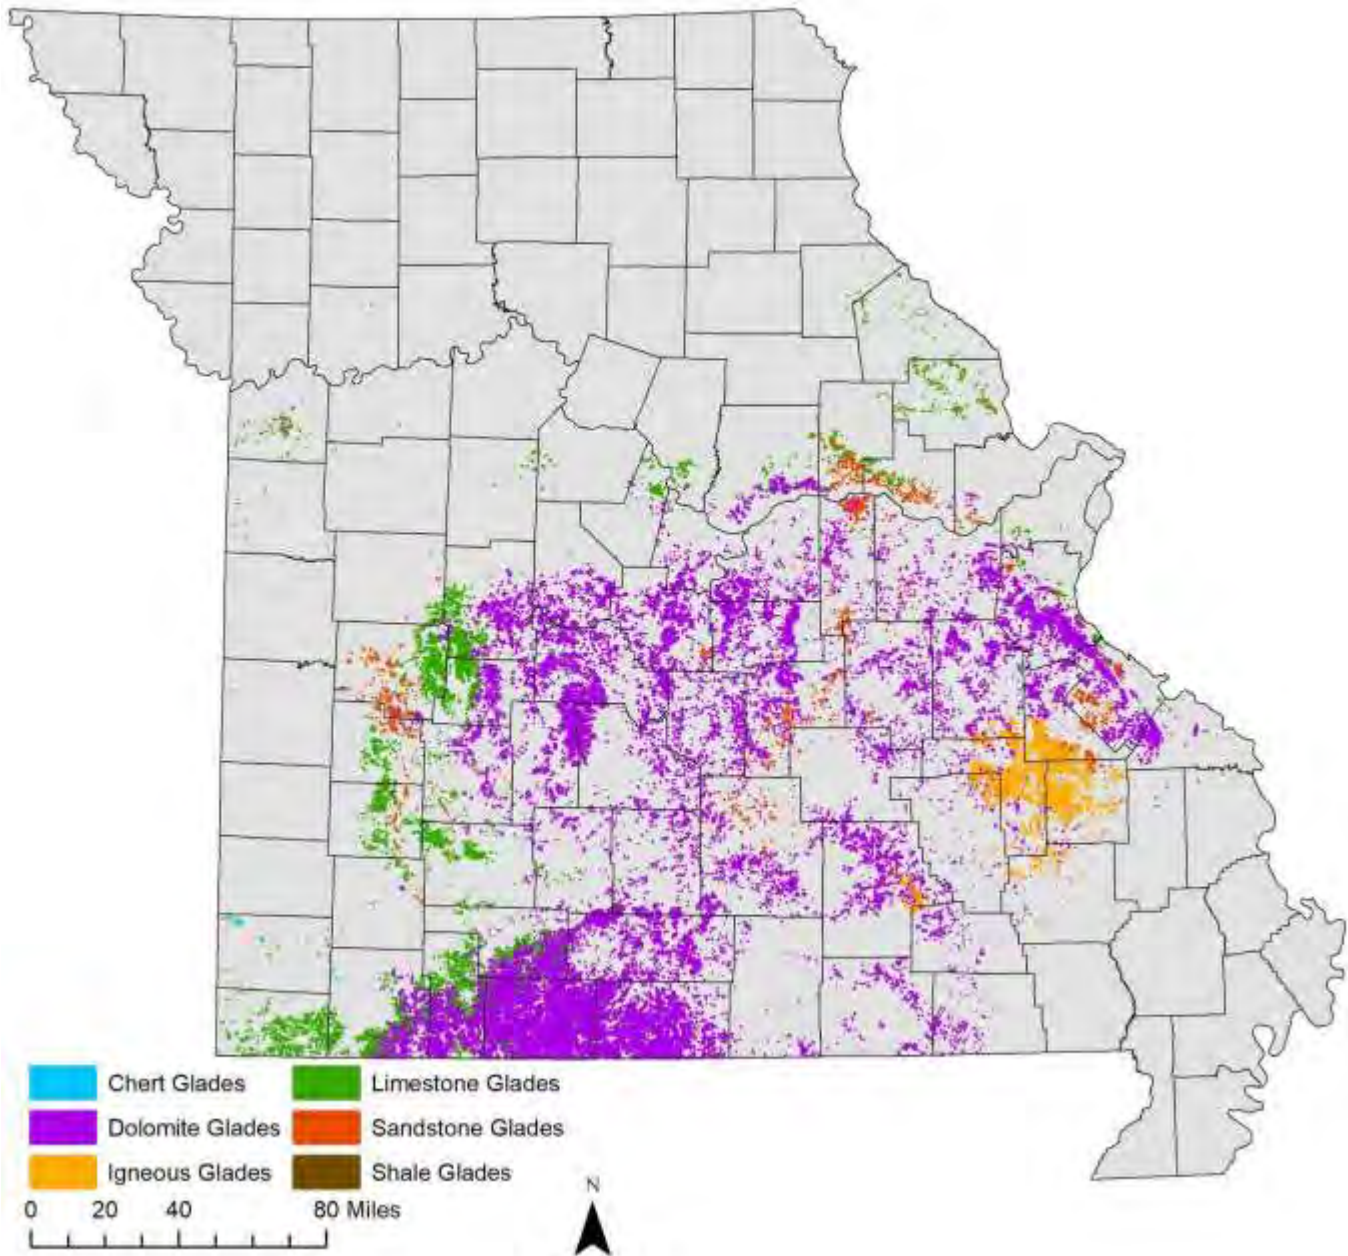 Chert Glades
Limestone Glades
Dolomite Glades
Sandstone Glades
Igneous Glades
Shale Glades
0 20 40 80 Miles
N